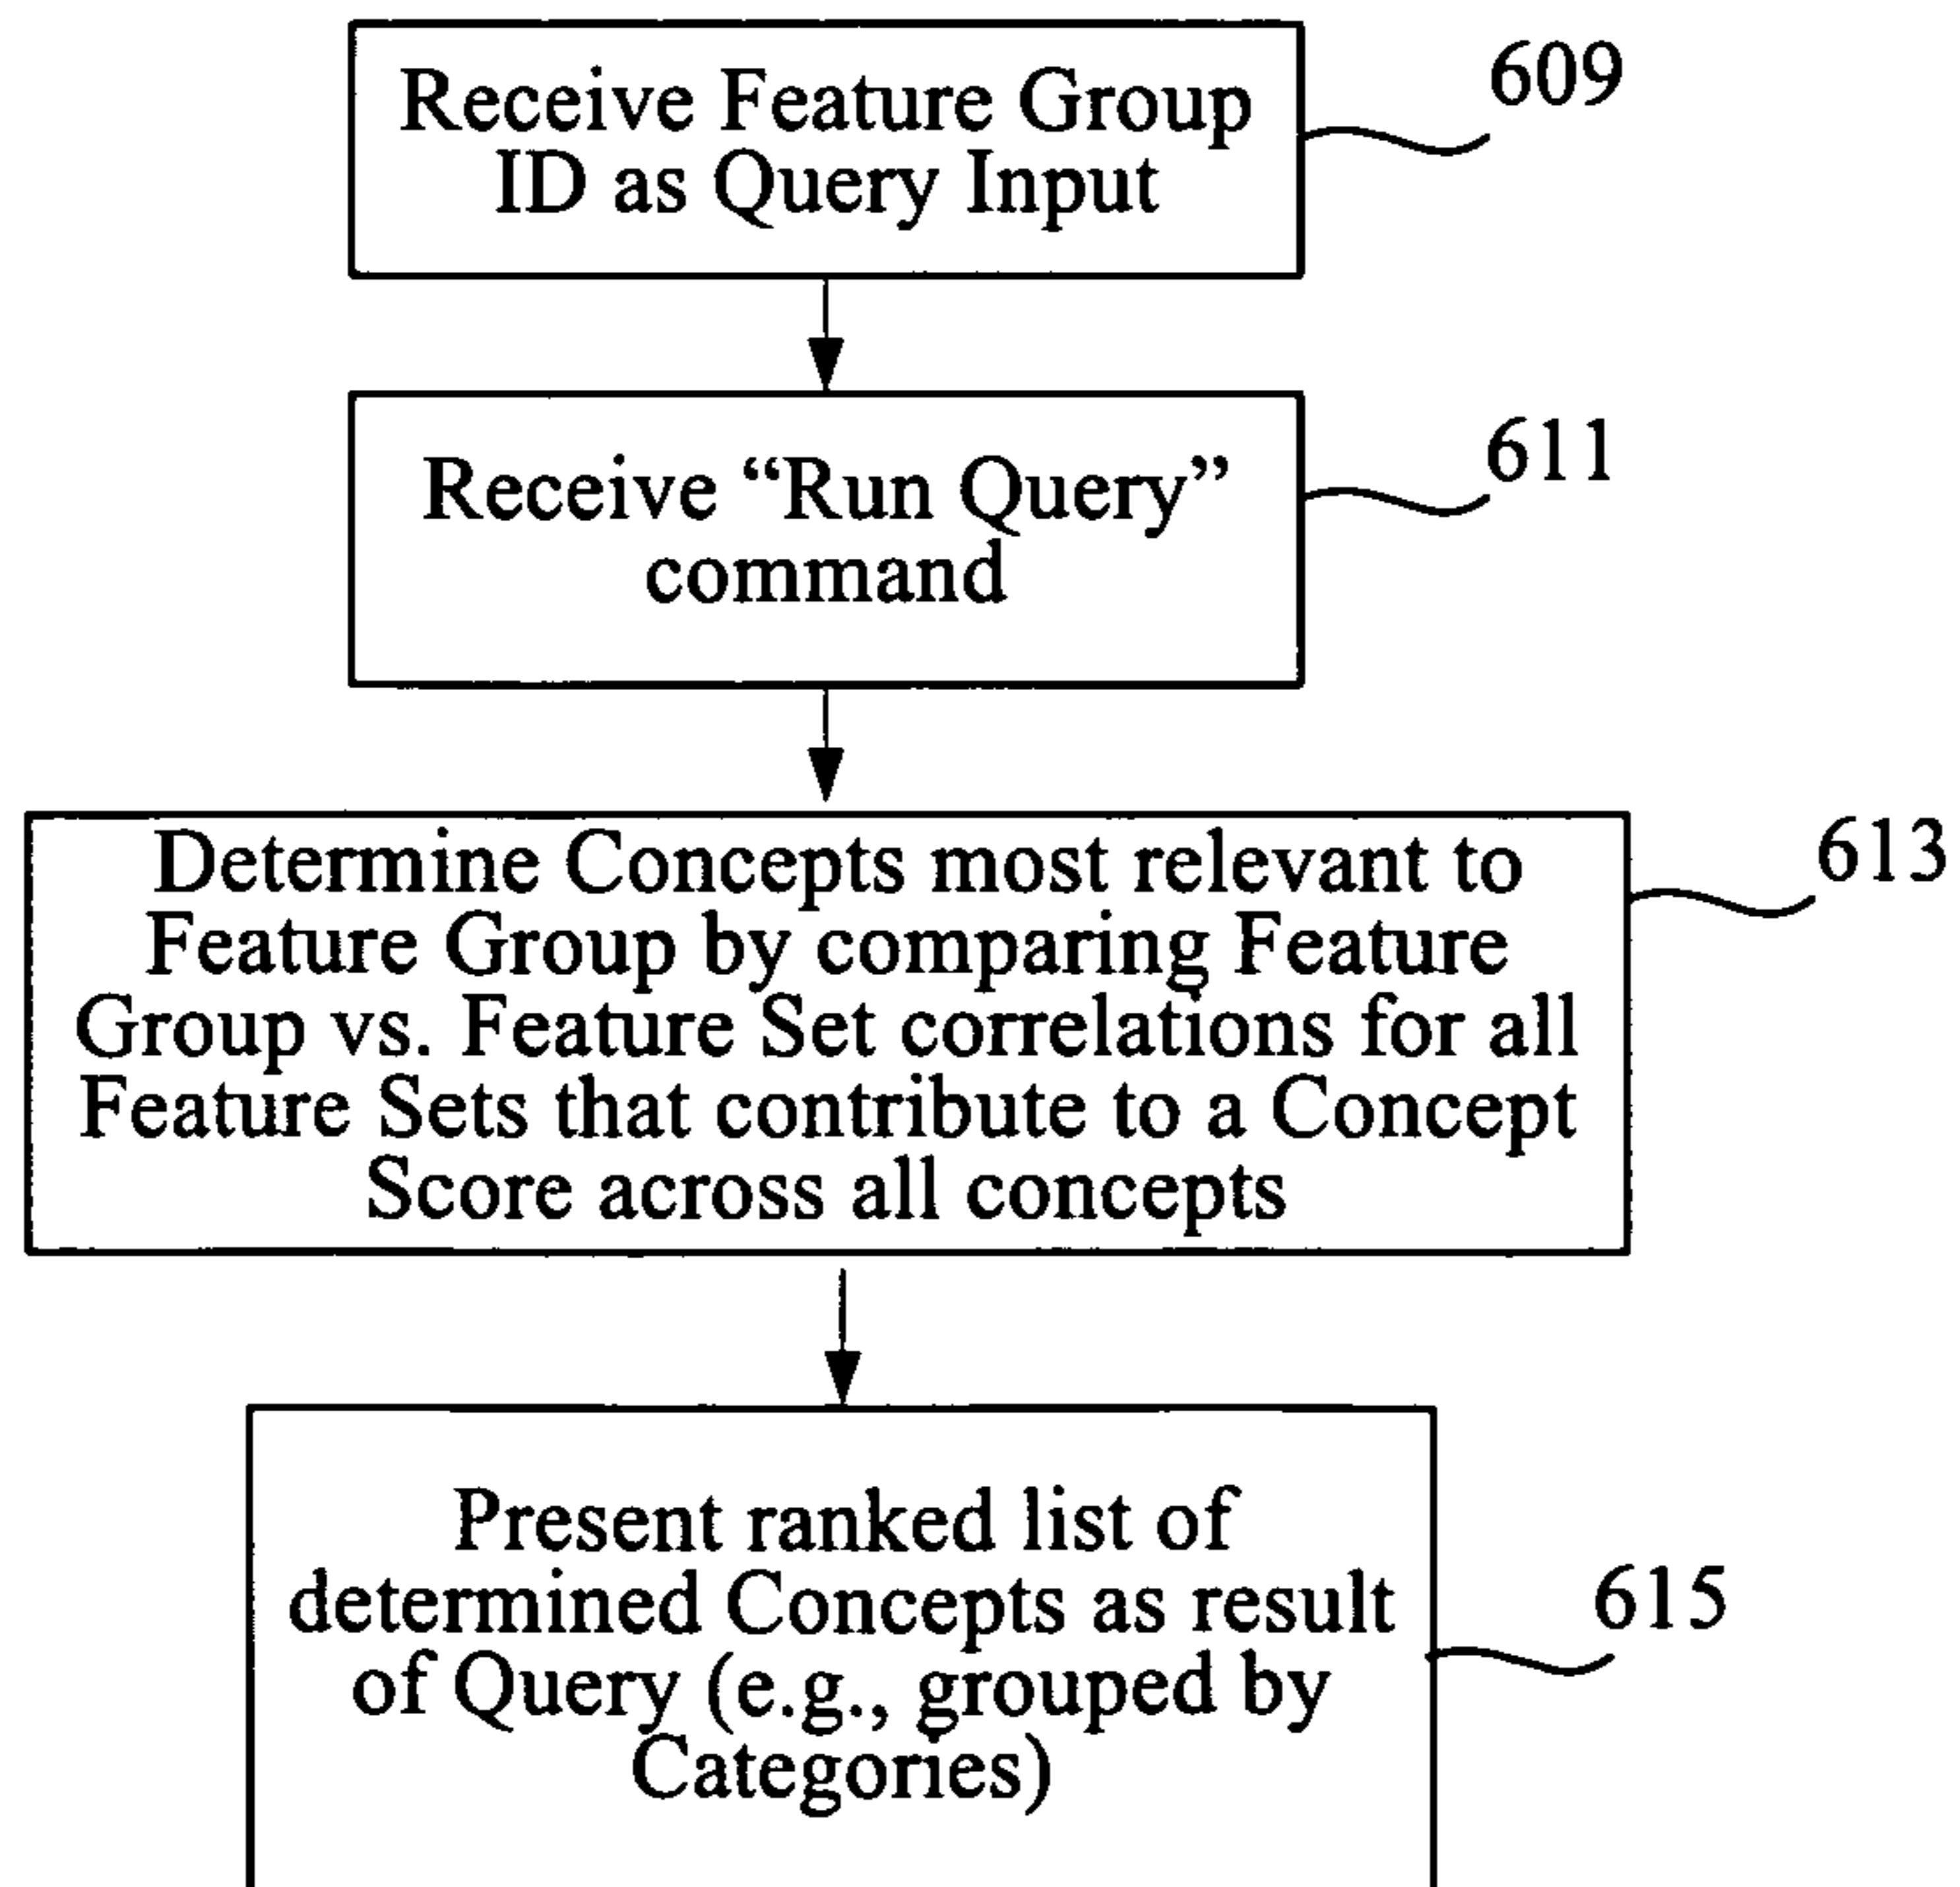 Receive Feature Group
ID as Query Input
609
Receive “Run Query”
command
611
Determine Concepts most relevant to
Feature Group by comparing Feature
Group vs. Feature Set correlations for all
Feature Sets that contribute to a Concept
Score across all concepts
613
Present ranked list of
determined Concepts as result
of Query (e.g., grouped by
Categories)
615